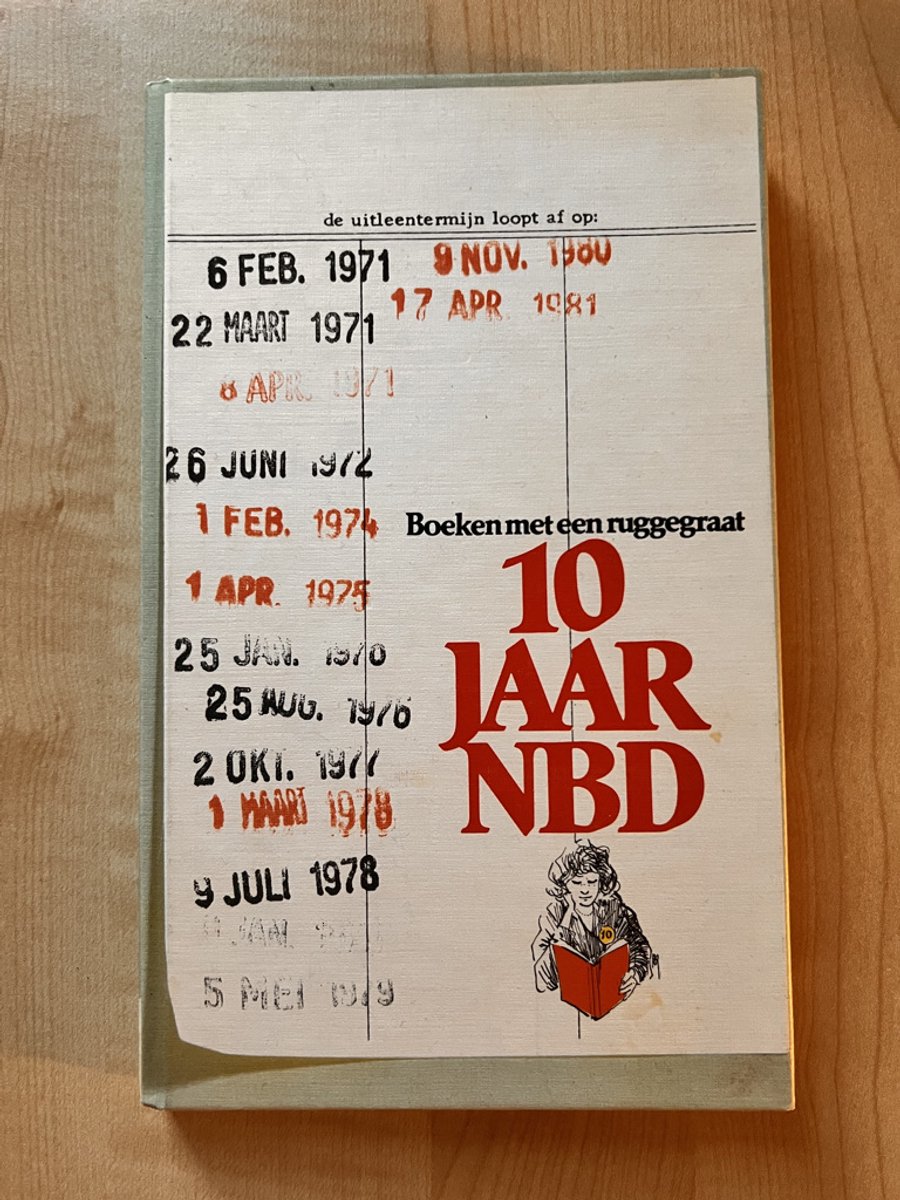 de uitleentermijn loopt af op:
6 FEB. 1971
22 MAART 1971
8 APR. 1971
26 JUNI 1972
1 FEB. 1974
1 APR. 1975
25 JAN. 1976
25 AUG. 1976
2 OKT. 1977
1 MAART 1978
9 JULI 1978
JAN.
5 MEI 1979
9 NOV. 1980
17 APR. 1981
Boeken met een ruggegraat
10
JAAR
NBD
10